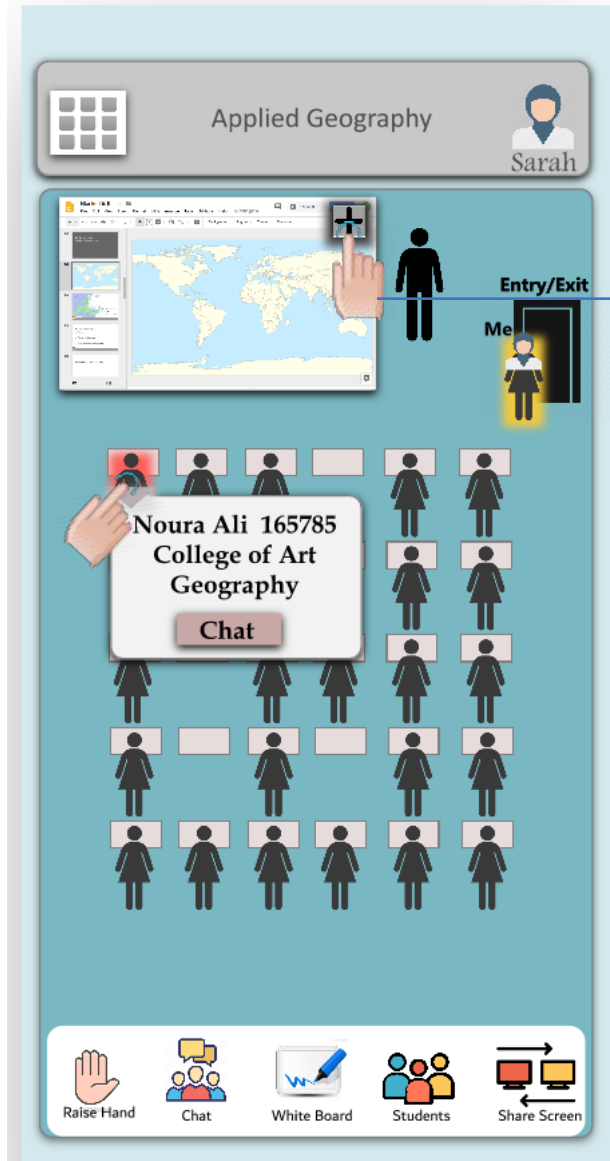 Applied Geography
Sarah
Entry/Exit
Me
Noura Ali 165785
College of Art
Geography
Chat
Raise Hand
Chat
White Board
Students
Share Screen